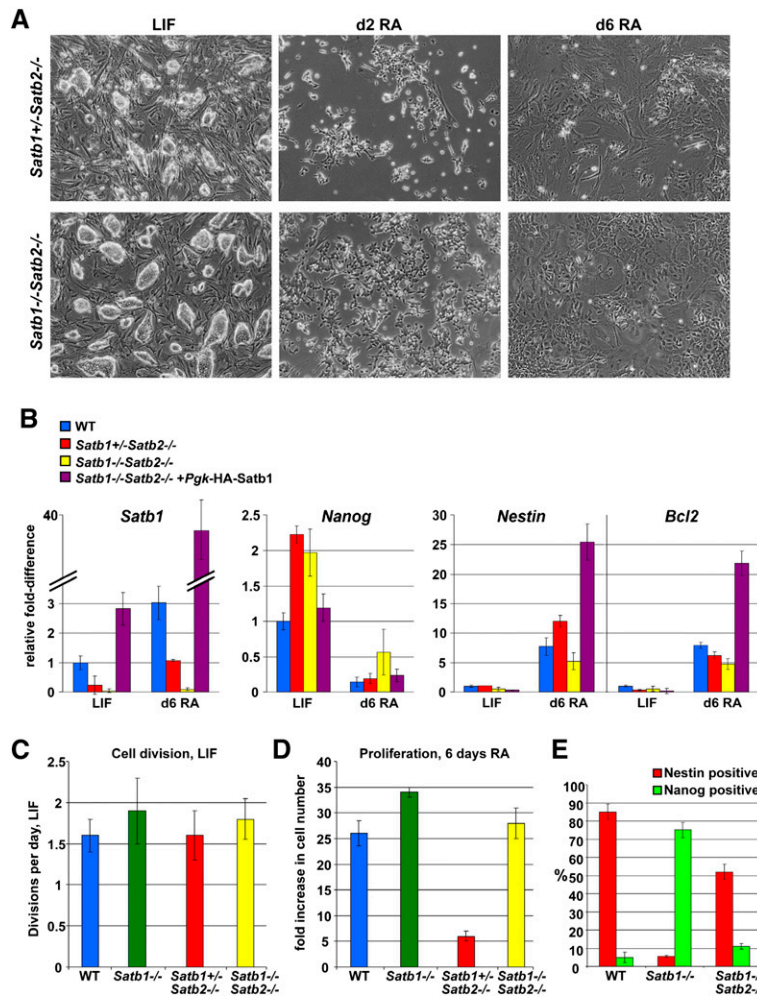 A
LIF
d2 RA
d6 RA
Satb1+/-Satb2-/-
Satb1-/-Satb2-/-
B
WT
Satb1+/-Satb2-/-
Satb1-/-Satb2-/-
Satb1-/-Satb2-/- +Pgk-HA-Satb1
relative fold-difference
Satb1
40
3
2
1
0
LIF
d6 RA
Nanog
2.5
2
1.5
1
0.5
0
LIF
d6 RA
Nestin
Bcl2
30
25
20
15
10
5
0
LIF
d6 RA
LIF
d6 RA
C
Cell division, LIF
Divisions per day, LIF
2.5
2
1.5
1
0.5
0
WT
Satb1-/-
Satb1+/-
Satb2-/-
Satb1-/-
Satb2-/-
D
Proliferation, 6 days RA
fold increase in cell number
40
35
30
25
20
15
10
5
0
WT
Satb1-/-
Satb1+/-
Satb2-/-
Satb1-/-
Satb2-/-
E
Nestin positive
Nanog positive
%
100
90
80
70
60
50
40
30
20
10
0
WT
Satb1-/-
Satb1-/-
Satb2-/-